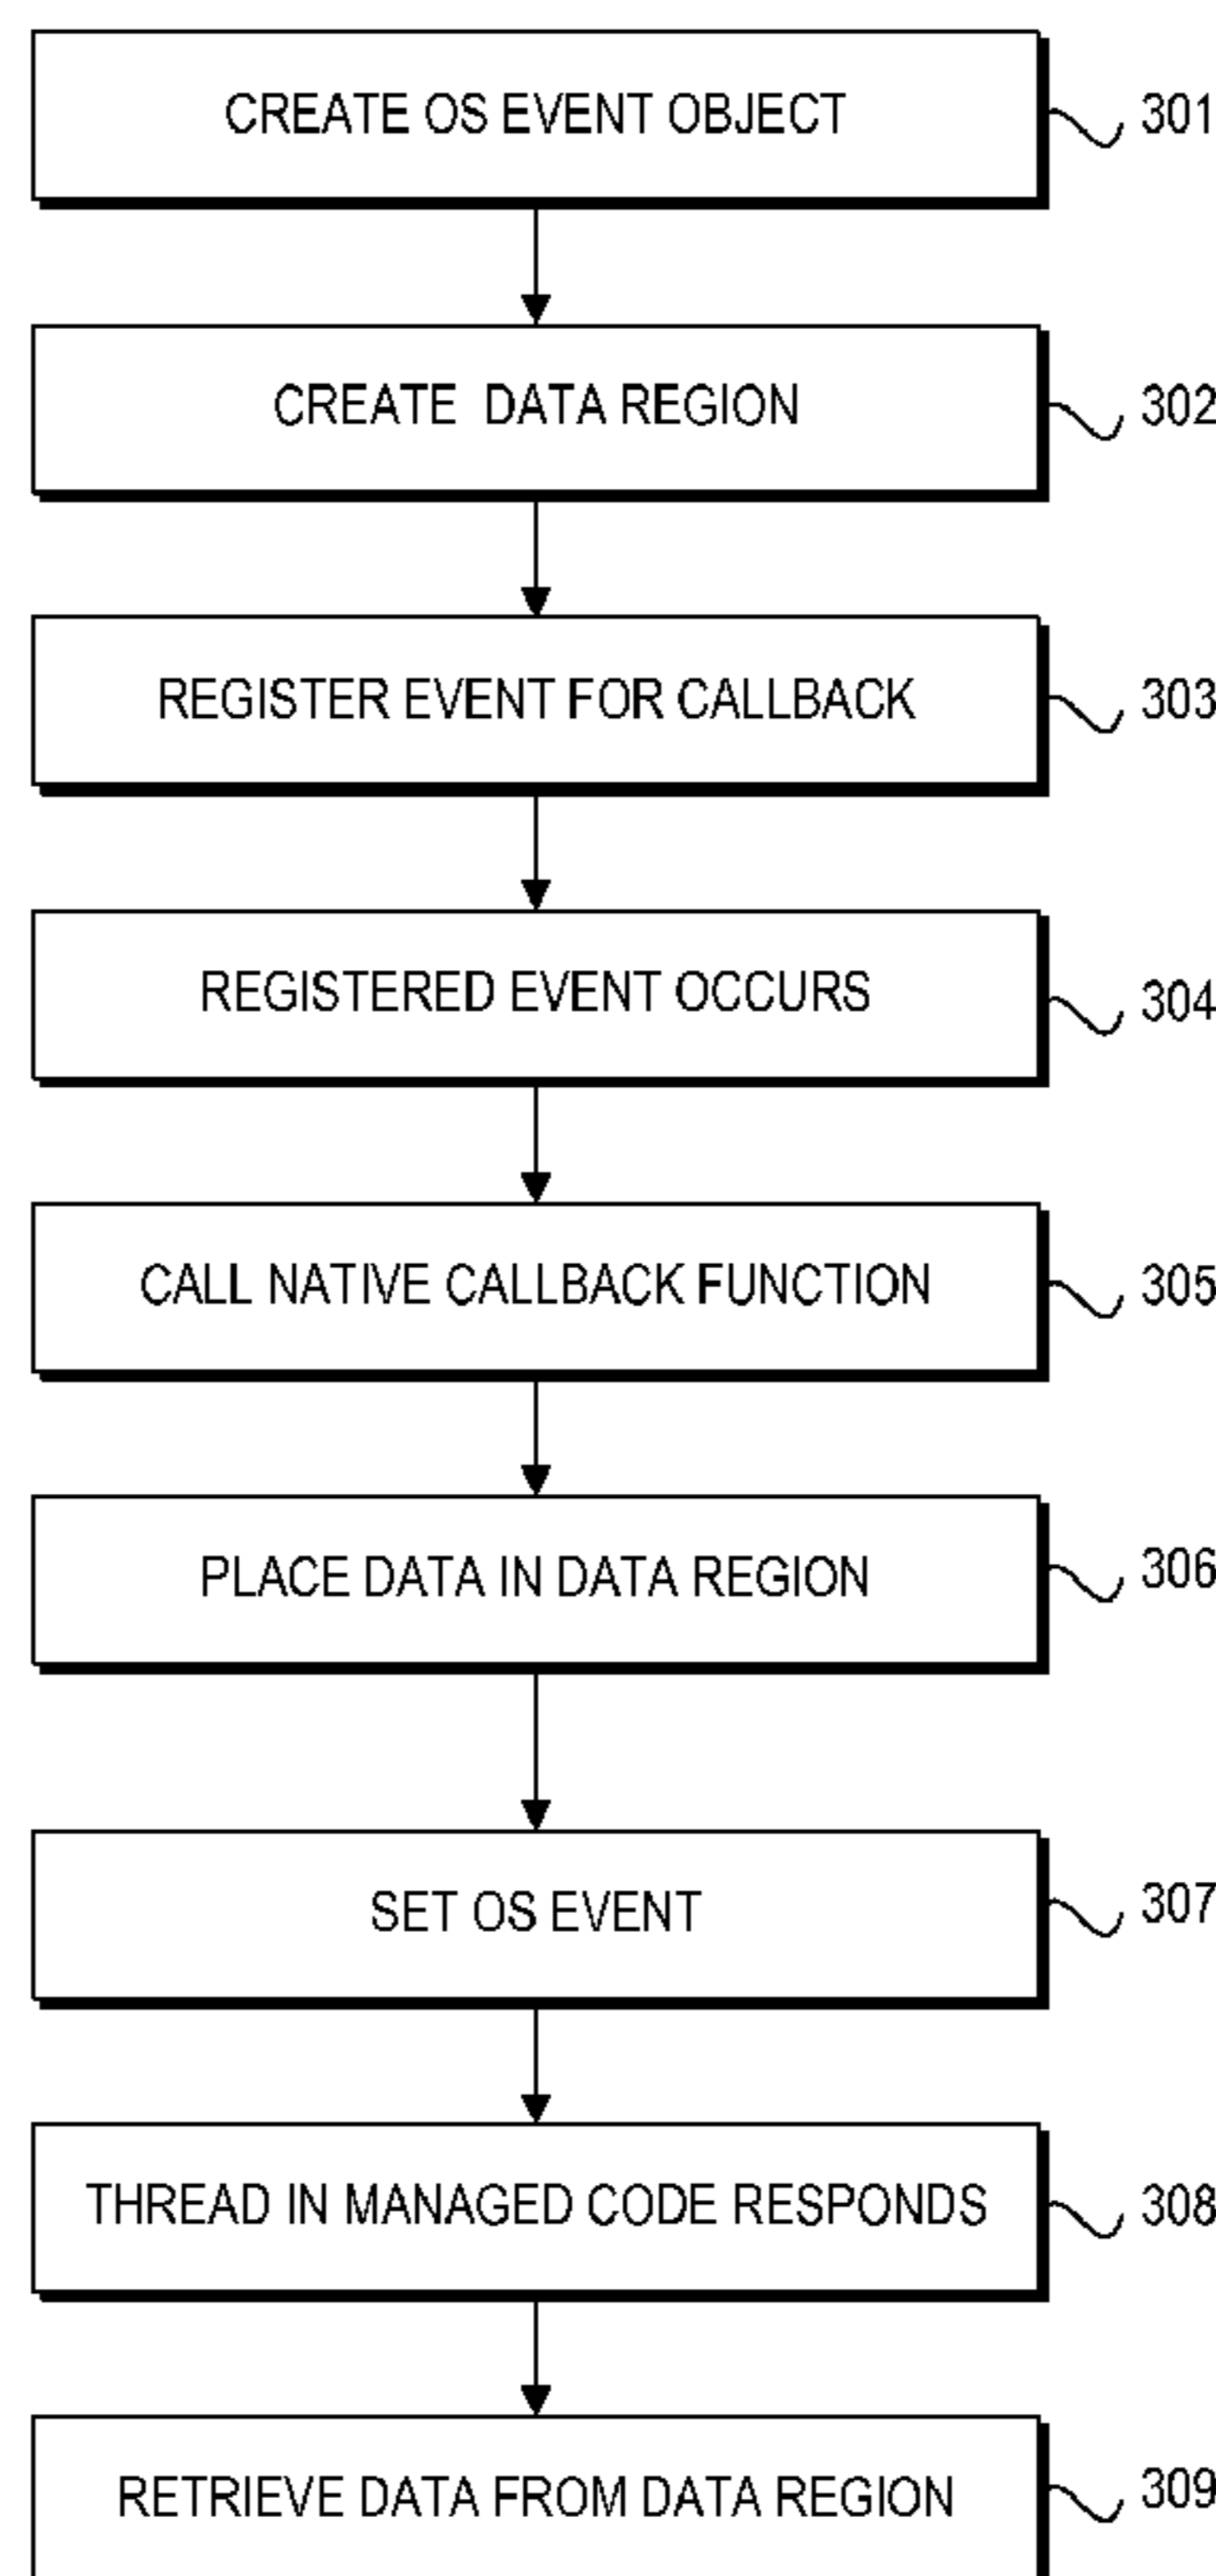 CREATE OS EVENT OBJECT 301
CREATE DATA REGION 302
REGISTER EVENT FOR CALLBACK 303
REGISTERED EVENT OCCURS 304
CALL NATIVE CALLBACK FUNCTION 305
PLACE DATA IN DATA REGION 306
SET OS EVENT 307
THREAD IN MANAGED CODE RESPONDS 308
RETRIEVE DATA FROM DATA REGION 309